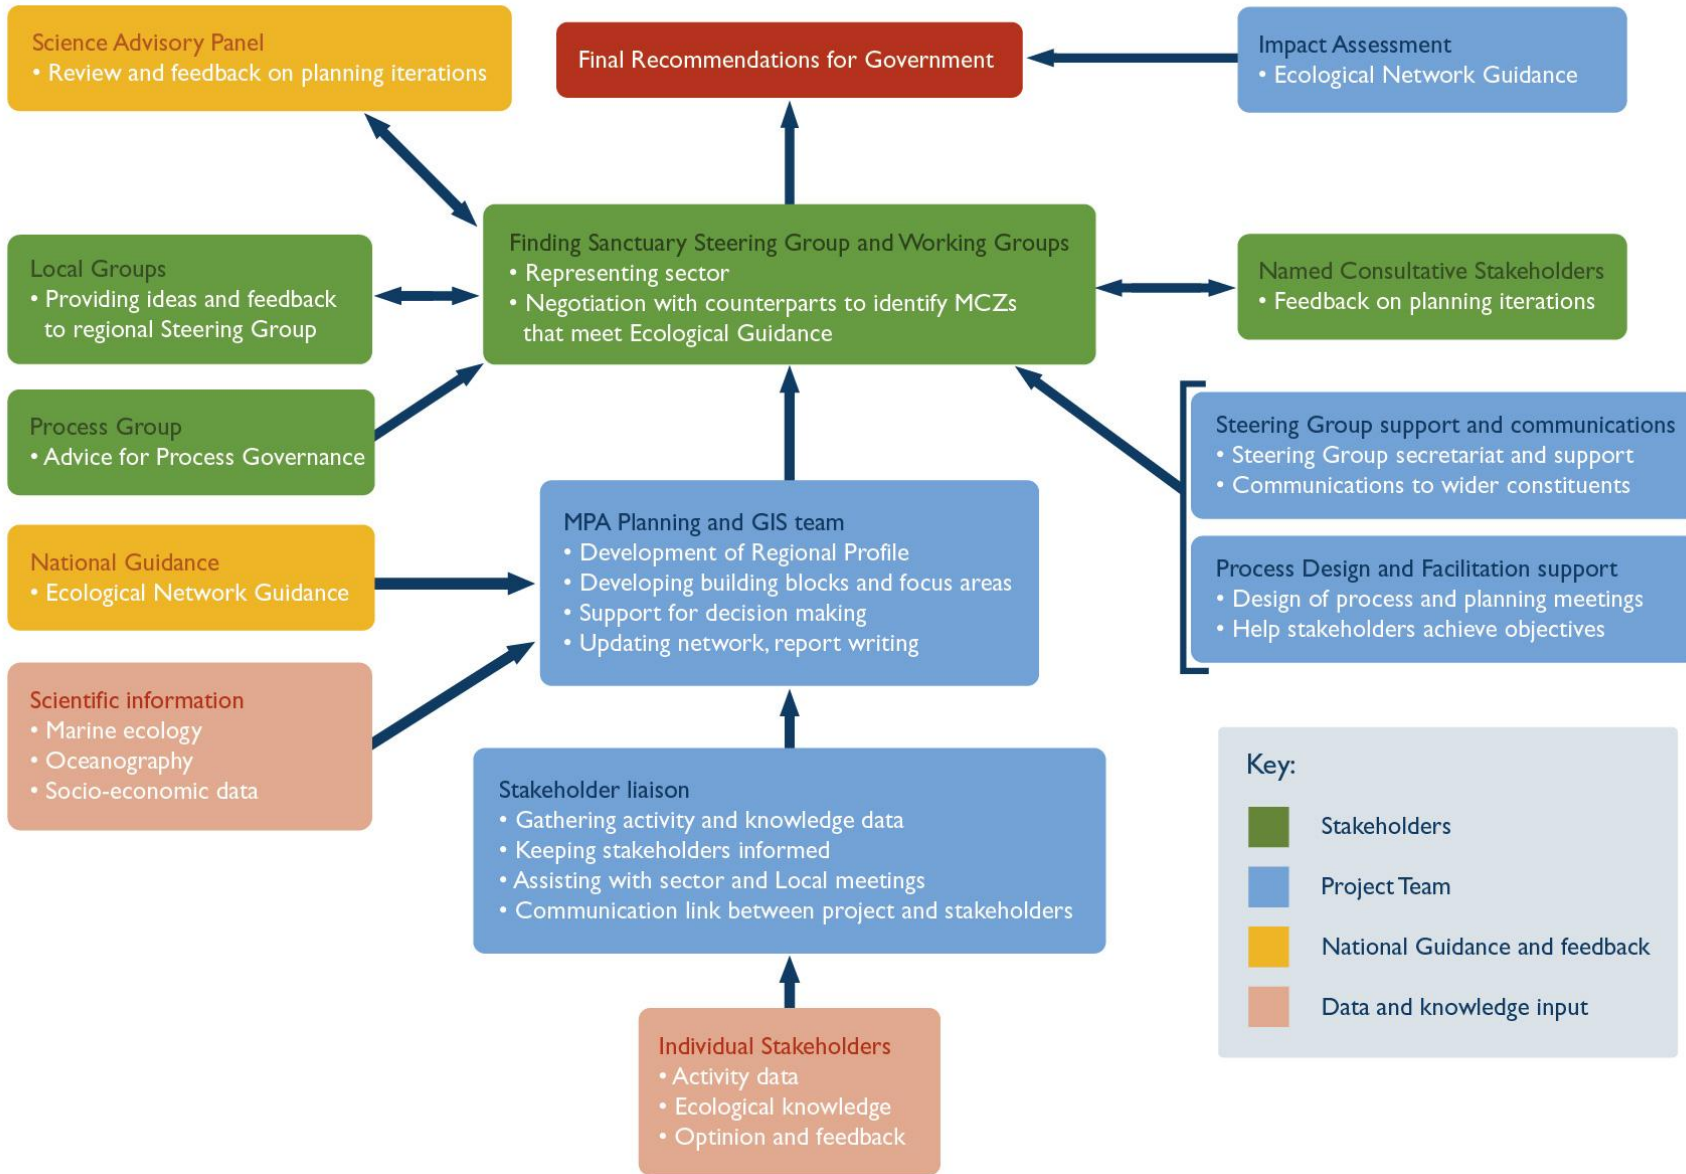 Science Advisory Panel
• Review and feedback on planning iterations
Final Recommendations for Government
Impact Assessment
• Ecological Network Guidance
Local Groups
• Providing ideas and feedback
to regional Steering Group
Finding Sanctuary Steering Group and Working Groups
• Representing sector
• Negotiation with counterparts to identify MCZs
that meet Ecological Guidance
Named Consultative Stakeholders
• Feedback on planning iterations
Process Group
• Advice for Process Governance
Steering Group support and communications
• Steering Group secretariat and support
• Communications to wider constituents
National Guidance
• Ecological Network Guidance
MPA Planning and GIS team
• Development of Regional Profile
• Developing building blocks and focus areas
• Support for decision making
• Updating network, report writing
Process Design and Facilitation support
• Design of process and planning meetings
• Help stakeholders achieve objectives
Scientific information
• Marine ecology
• Oceanography
• Socio-economic data
Stakeholder liaison
• Gathering activity and knowledge data
• Keeping stakeholders informed
• Assisting with sector and Local meetings
• Communication link between project and stakeholders
Key:
Stakeholders
Project Team
National Guidance and feedback
Data and knowledge input
Individual Stakeholders
• Activity data
• Ecological knowledge
• Optinion and feedback